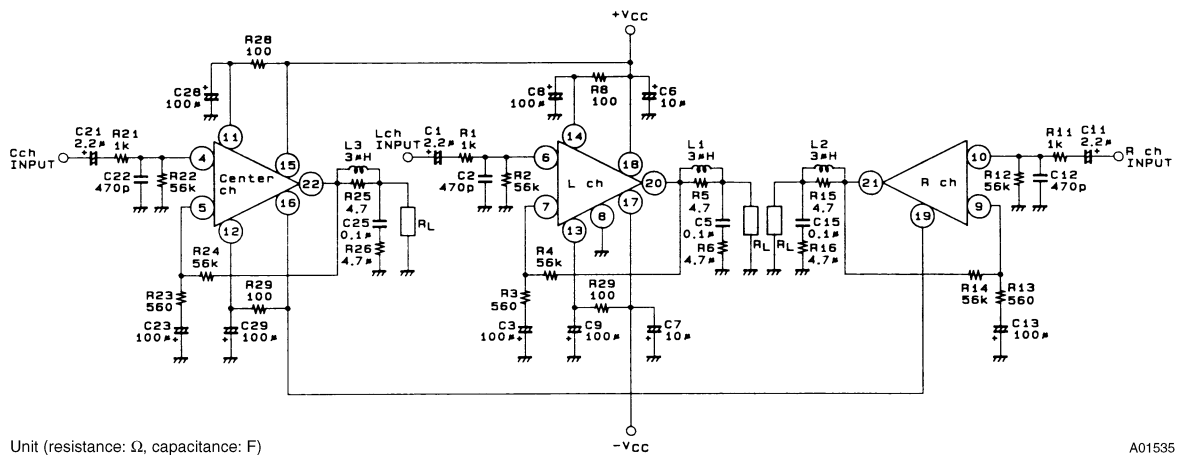 +VCC
R28
100
C28
100µ
11
C8
100µ
R8
100
C6
10µ
14
Cch
INPUT
C21
2.2µ
R21
1k
C22
470p
R22
56k
4
5
Center
ch
15
16
12
22
L3
3µH
R25
4.7
C25
0.1µ
R26
4.7µ
RL
R24
56k
R23
560
C23
100µ
R29
100
C29
100µ
Lch
INPUT
C1
2.2µ
R1
1k
C2
470p
R2
56k
6
7
L ch
18
17
8
13
20
L1
3µH
R5
4.7
C5
0.1µ
R6
4.7µ
RL
R4
56k
R3
560
C3
100µ
R29
100
C9
100µ
C7
10µ
L2
3µH
RL
R15
4.7
C15
0.1µ
R16
4.7µ
21
R ch
10
9
19
R11
1k
C11
2.2µ
R ch
INPUT
R12
56k
C12
470p
R14
56k
R13
560
C13
100µ
-VCC
Unit (resistance: Ω, capacitance: F)
A01535